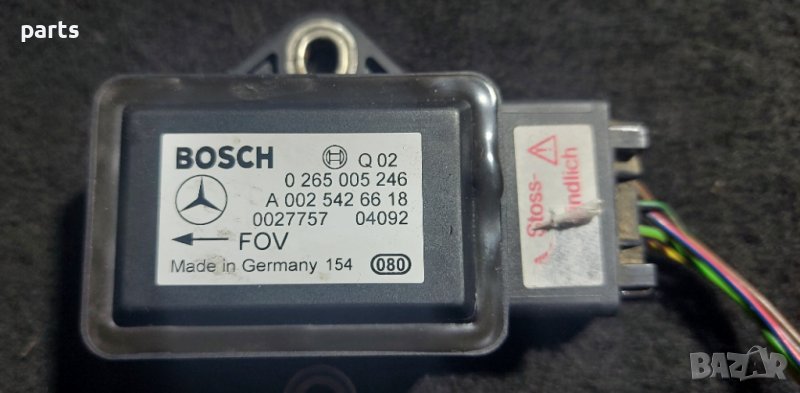 parts
BOSCH
Q 02
0 265 005 246
A 002 542 66 18
0027757 04092
FOV
Made in Germany 154 080
Stoss-
ndlich
BAZAR